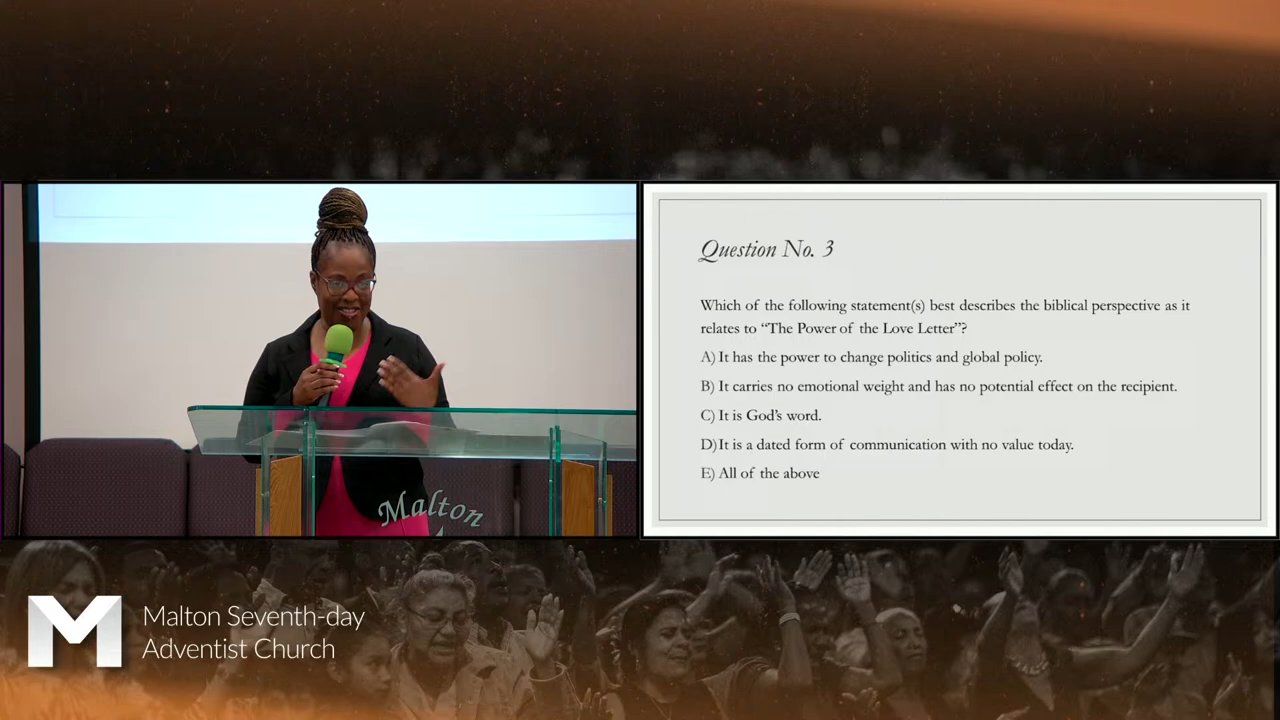 Question No. 3
Which of the following statement(s) best describes the biblical perspective as it
relates to “The Power of the Love Letter”?
A) It has the power to change politics and global policy.
B) It carries no emotional weight and has no potential effect on the recipient.
C) It is God’s word.
D) It is a dated form of communication with no value today.
E) All of the above
Malton
M
Malton Seventh-day
Adventist Church